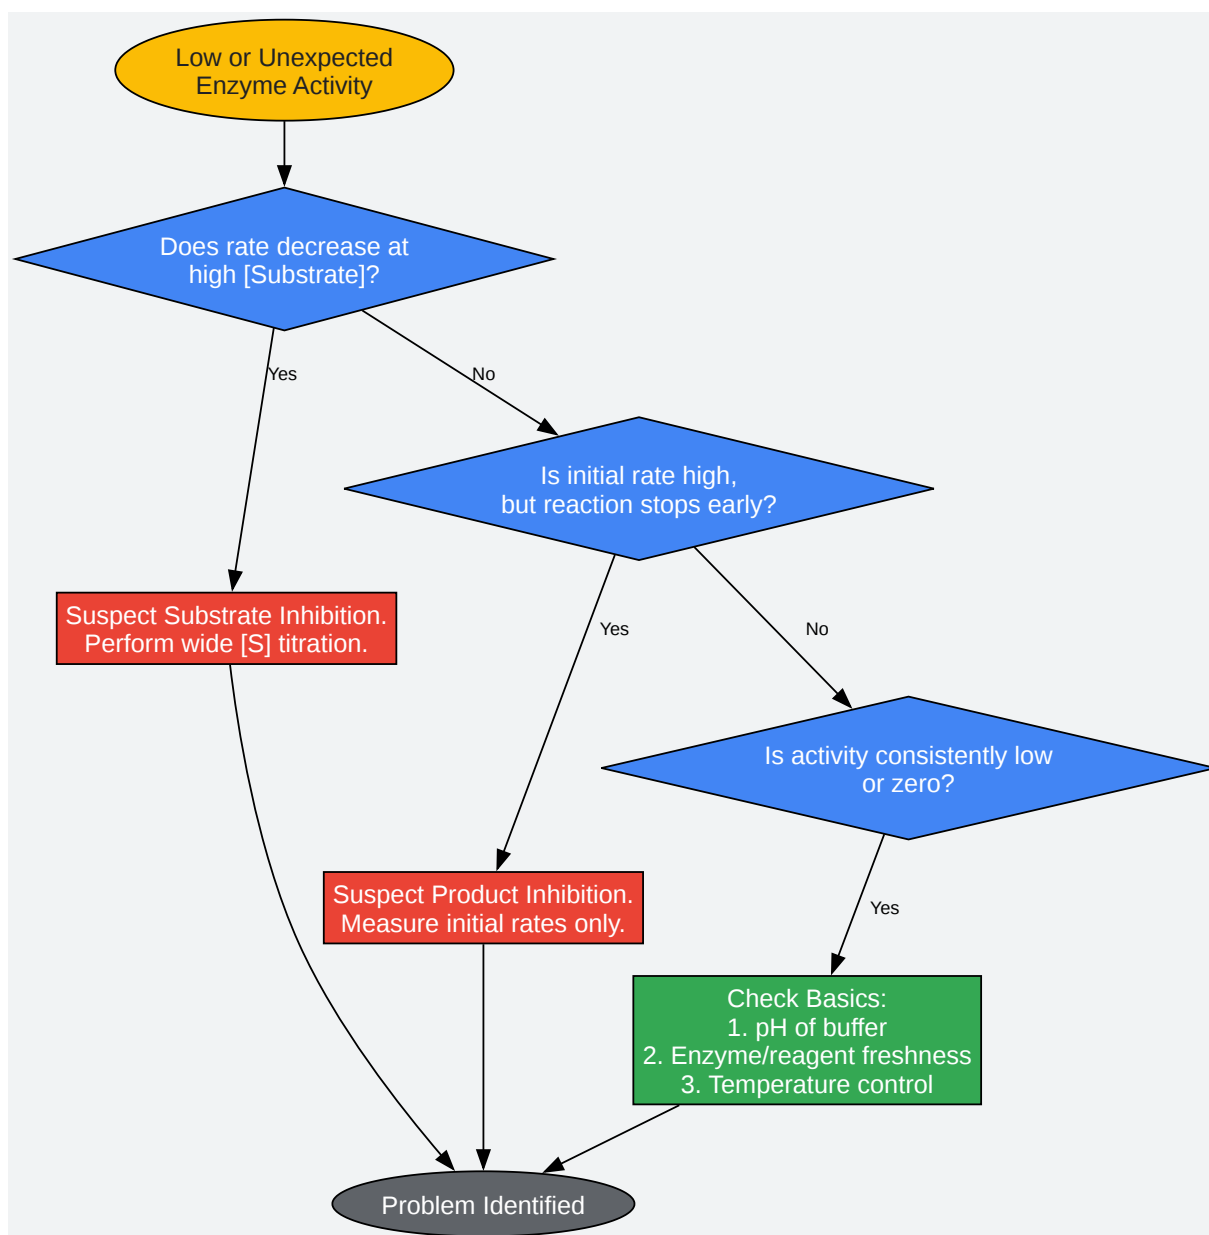 Low or Unexpected
Enzyme Activity
Does rate decrease at
high [Substrate]?
Yes
No
Is initial rate high,
but reaction stops early?
Suspect Substrate Inhibition.
Perform wide [S] titration.
Yes
No
Is activity consistently low
or zero?
Suspect Product Inhibition.
Measure initial rates only.
Yes
Check Basics:
1. pH of buffer
2. Enzyme/reagent freshness
3. Temperature control
Problem Identified